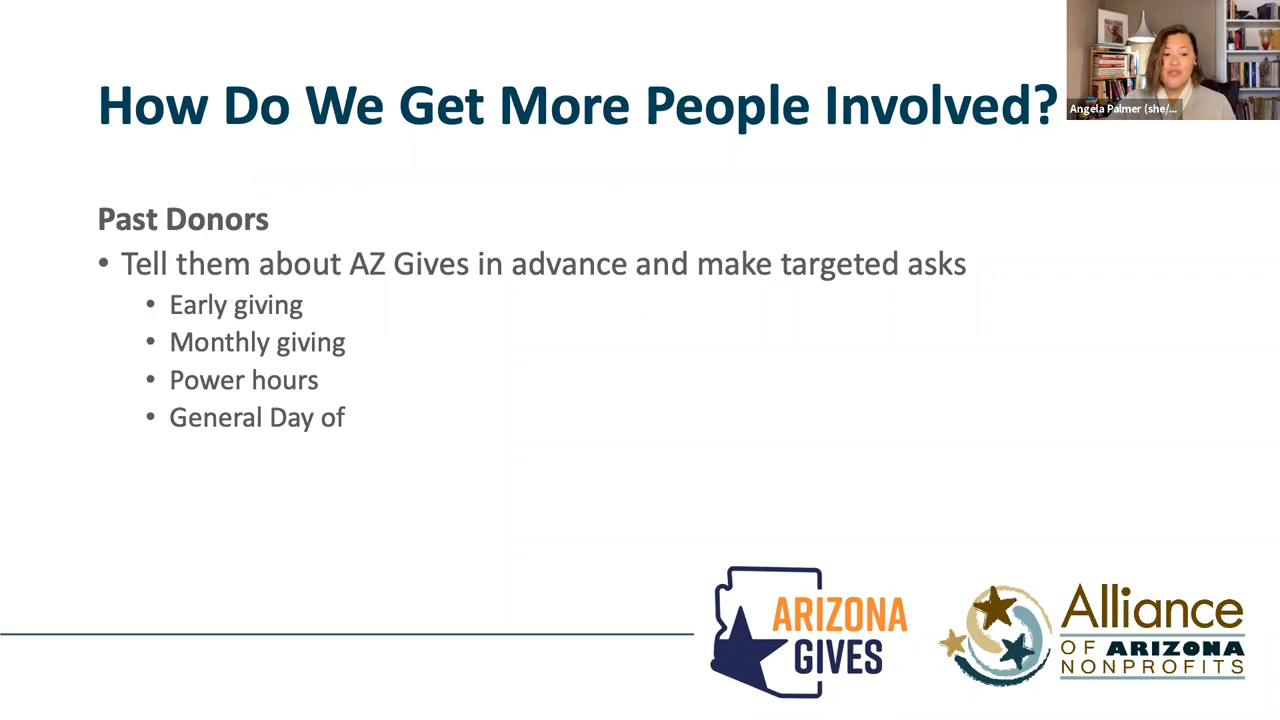 How Do We Get More People Involved?
Angela Palmer (she/...
Past Donors
• Tell them about AZ Gives in advance and make targeted asks
• Early giving
• Monthly giving
• Power hours
• General Day of
ARIZONA
GIVES
Alliance
OF ARIZONA
NONPROFITS